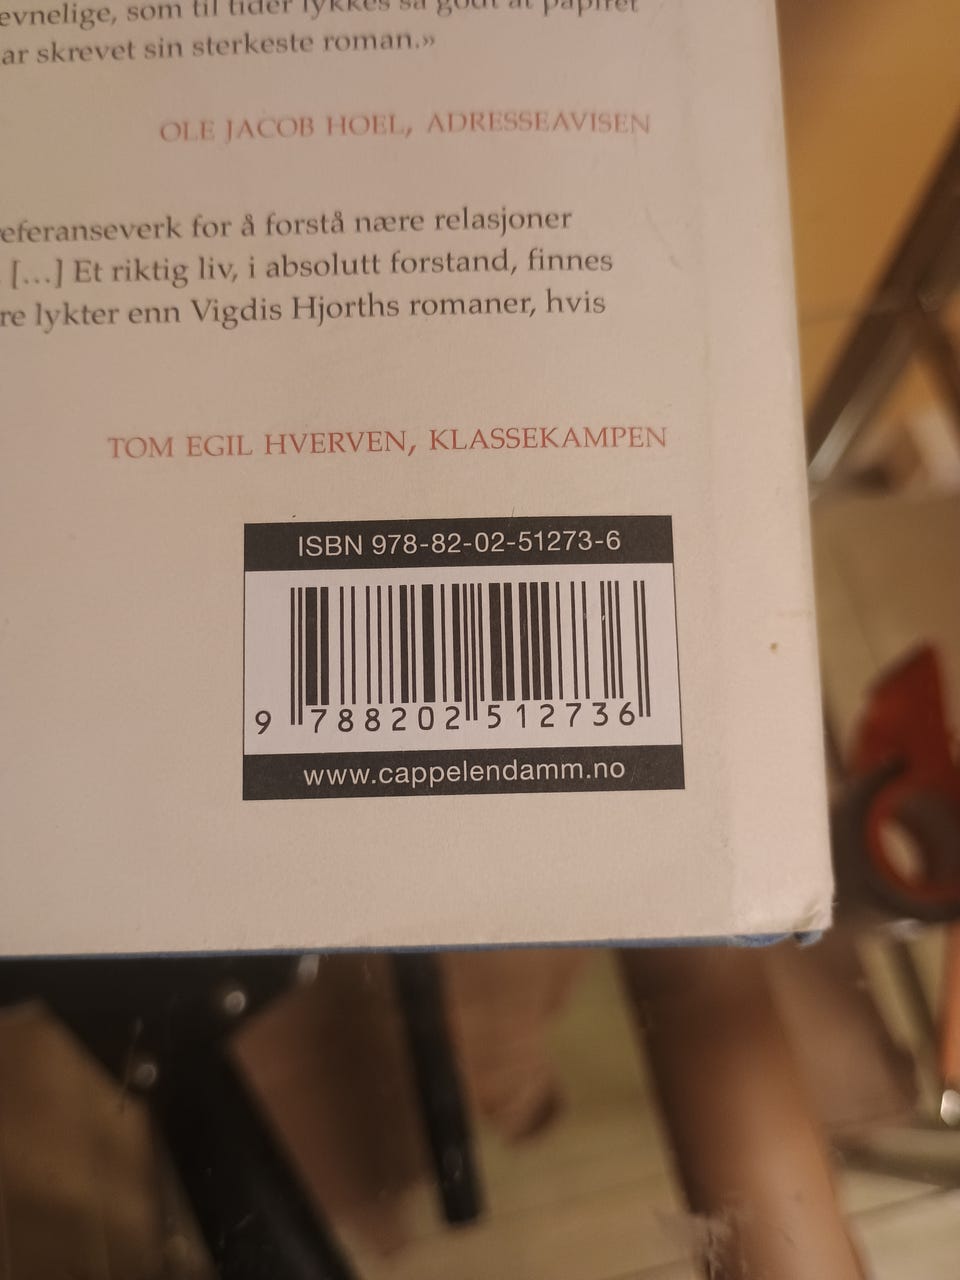 evnelige, som til tider lykkes så godt at papiret
ar skrevet sin sterkeste roman.»
OLE JACOB HOEL, ADRESSEAVISEN
eferanseverk for å forstå nære relasjoner
. […] Et riktig liv, i absolutt forstand, finnes
re lykter enn Vigdis Hjorths romaner, hvis
TOM EGIL HVERVEN, KLASSEKAMPEN
ISBN 978-82-02-51273-6
9 788202 512736
www.cappelendamm.no